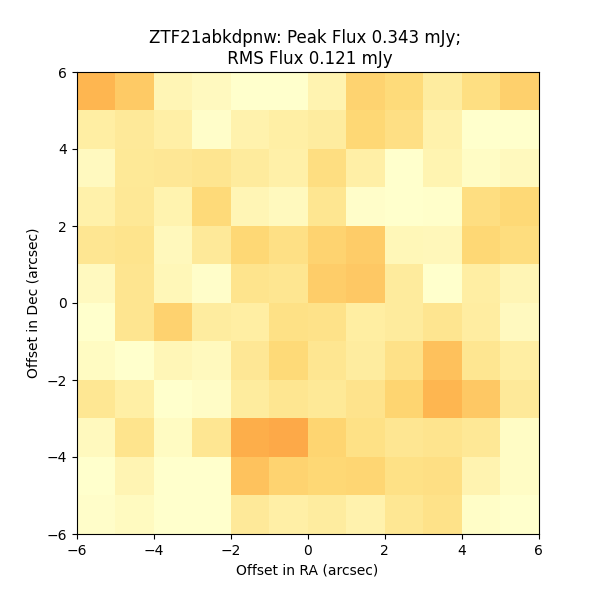 ZTF21abkdpnw: Peak Flux 0.343 mJy;
RMS Flux 0.121 mJy
6
4
2
0
−2
−4
−6
Offset in Dec (arcsec)
−6 −4 −2 0 2 4 6
Offset in RA (arcsec)